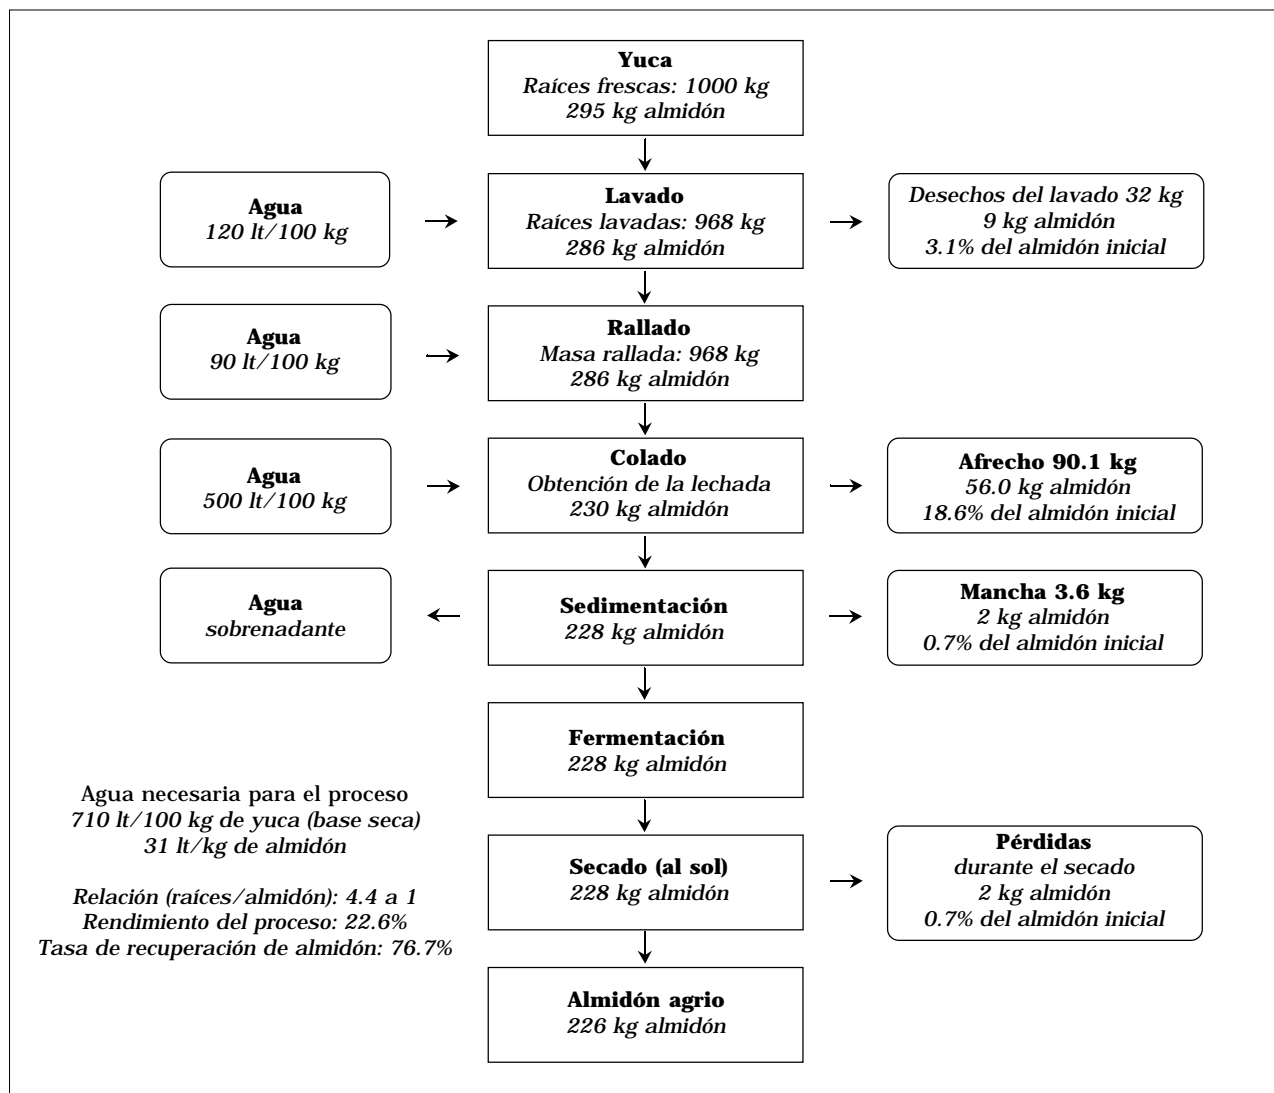 Yuca
Raíces frescas: 1000 kg
295 kg almidón
Agua
120 lt/100 kg
Lavado
Raíces lavadas: 968 kg
286 kg almidón
Desechos del lavado 32 kg
9 kg almidón
3.1% del almidón inicial
Agua
90 lt/100 kg
Rallado
Masa rallada: 968 kg
286 kg almidón
Agua
500 lt/100 kg
Colado
Obtención de la lechada
230 kg almidón
Afrecho 90.1 kg
56.0 kg almidón
18.6% del almidón inicial
Agua
sobrenadante
Sedimentación
228 kg almidón
Mancha 3.6 kg
2 kg almidón
0.7% del almidón inicial
Fermentación
228 kg almidón
Agua necesaria para el proceso
710 lt/100 kg de yuca (base seca)
31 lt/kg de almidón
Relación (raíces/almidón): 4.4 a 1
Rendimiento del proceso: 22.6%
Tasa de recuperación de almidón: 76.7%
Secado (al sol)
228 kg almidón
Pérdidas
durante el secado
2 kg almidón
0.7% del almidón inicial
Almidón agrio
226 kg almidón